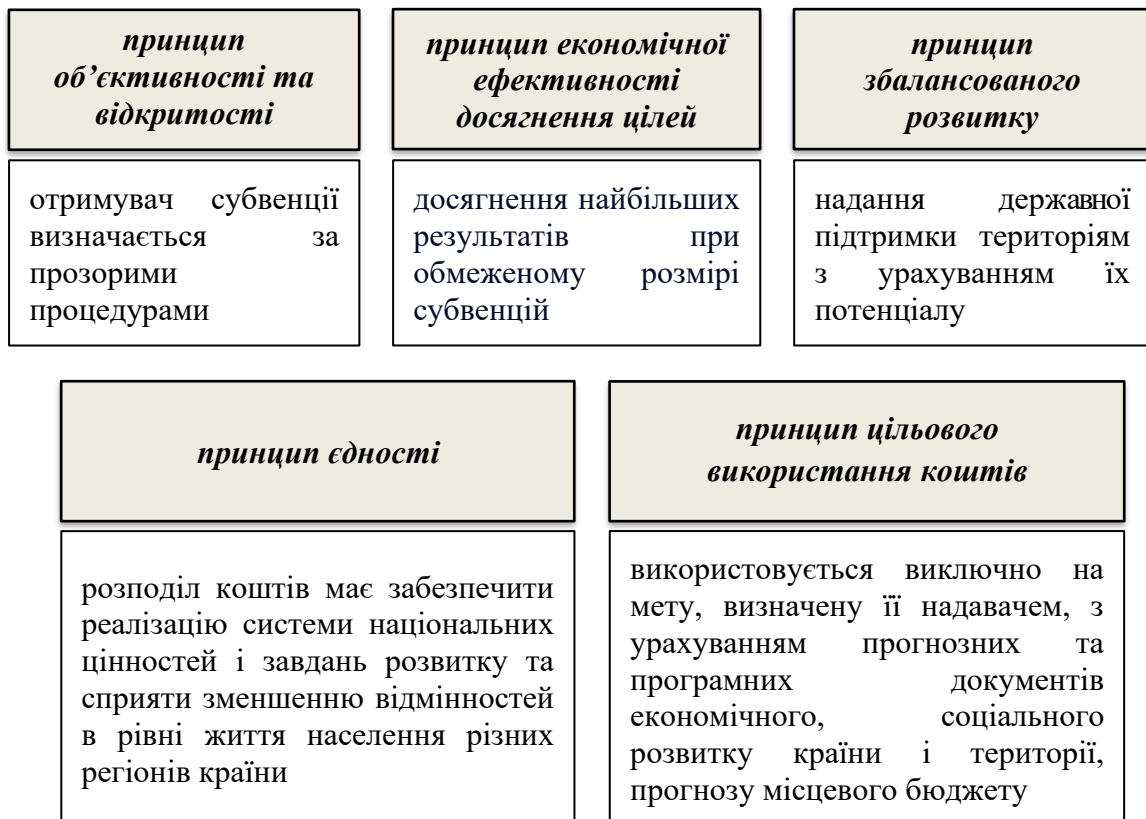 принцип
об’єктивності та
відкритості
отримувач субвенції
визначається за
прозорими
процедурами
принцип економічної
ефективності
досягнення цілей
досягнення найбільших
результатів при
обмеженому розмірі
субвенцій
принцип
збалансованого
розвитку
надання державної
підтримки територіям
з урахуванням їх
потенціалу
принцип єдності
розподіл коштів має забезпечити
реалізацію системи національних
цінностей і завдань розвитку та
сприяти зменшенню відмінностей
в рівні життя населення різних
регіонів країни
принцип цільового
використання коштів
використовується виключно на
мету, визначену її надавачем, з
урахуванням прогнозних та
програмних документів
економічного, соціального
розвитку країни і території,
прогнозу місцевого бюджету